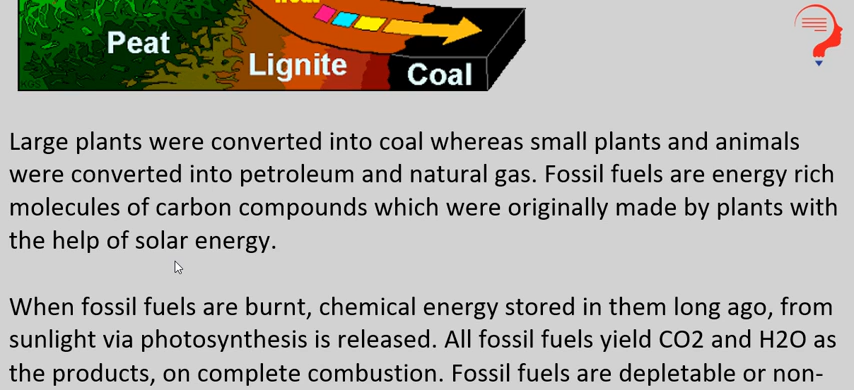 Peat
Lignite
Coal
Large plants were converted into coal whereas small plants and animals
were converted into petroleum and natural gas. Fossil fuels are energy rich
molecules of carbon compounds which were originally made by plants with
the help of solar energy.
When fossil fuels are burnt, chemical energy stored in them long ago, from
sunlight via photosynthesis is released. All fossil fuels yield CO2 and H2O as
the products, on complete combustion. Fossil fuels are depletable or non-